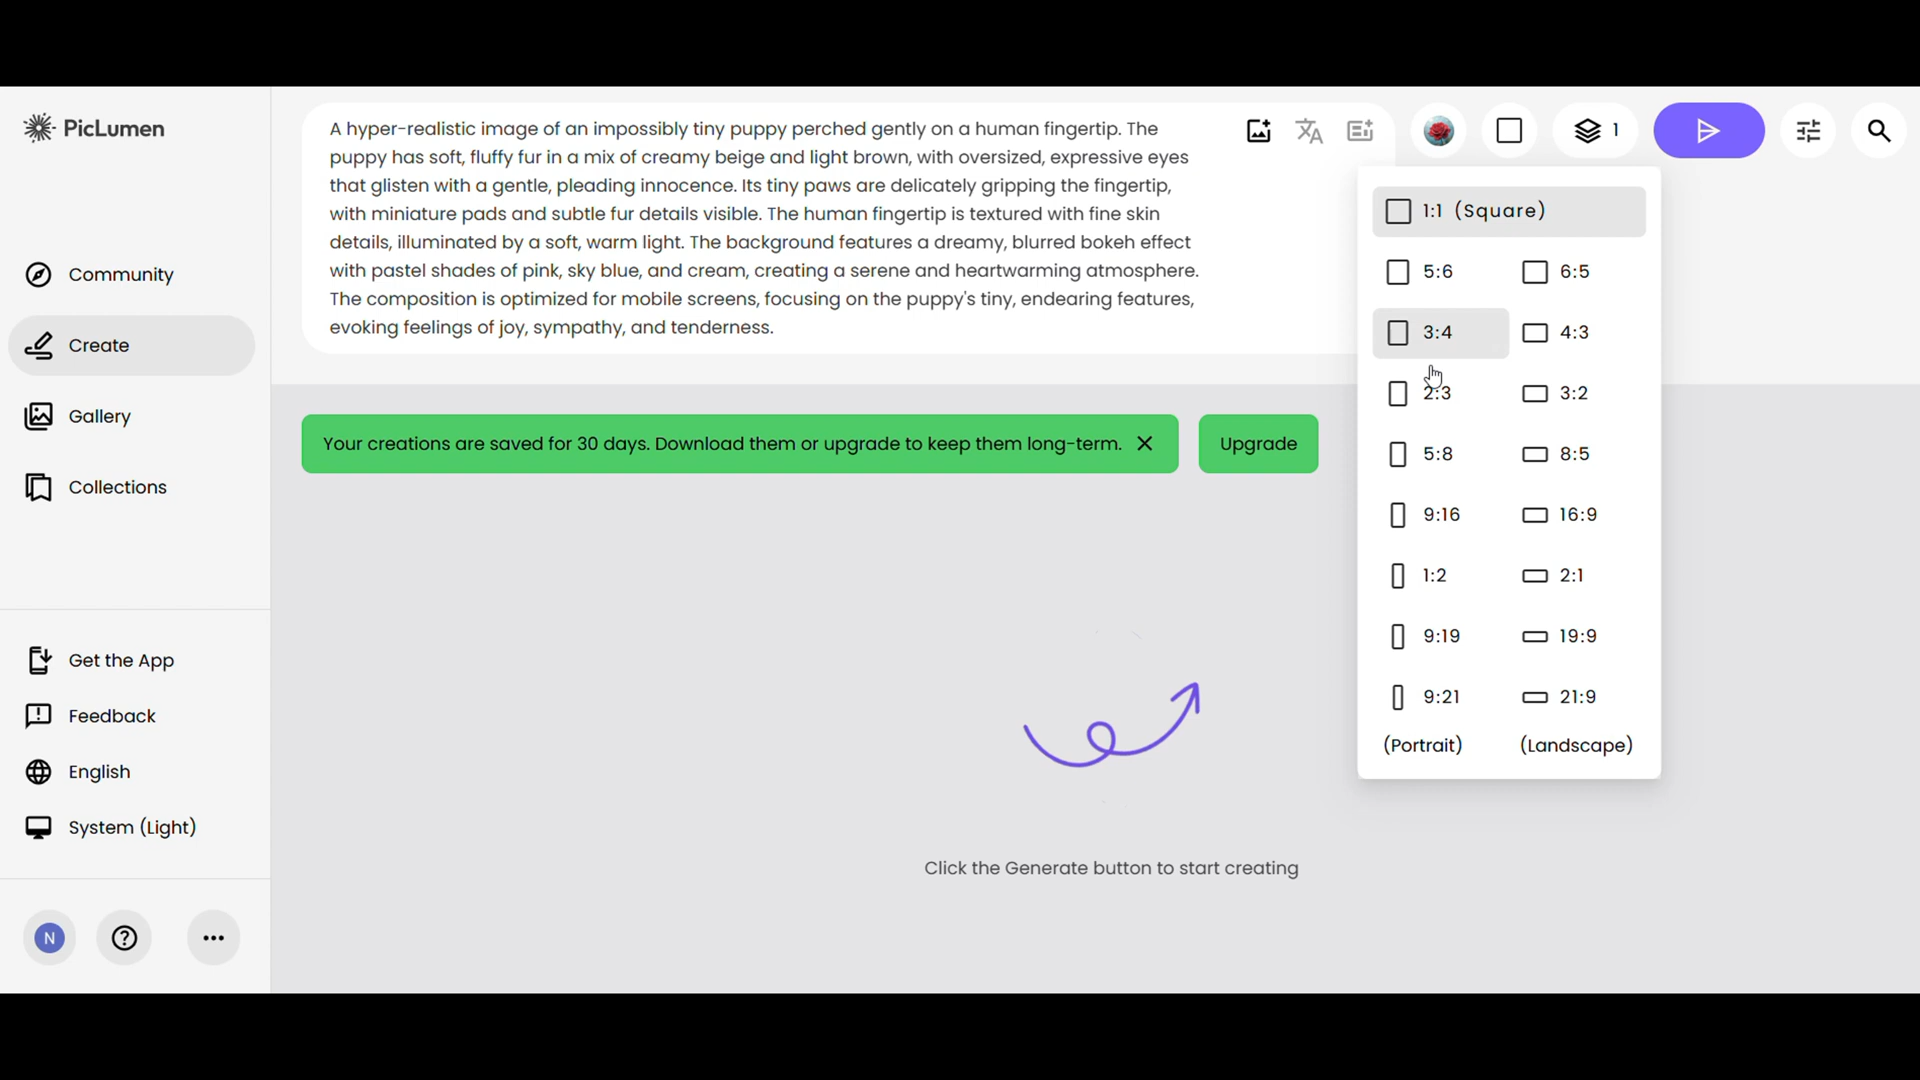 PicLumen
A hyper-realistic image of an impossibly tiny puppy perched gently on a human fingertip. The
puppy has soft, fluffy fur in a mix of creamy beige and light brown, with oversized, expressive eyes
that glisten with a gentle, pleading innocence. Its tiny paws are delicately gripping the fingertip,
with miniature pads and subtle fur details visible. The human fingertip is textured with fine skin
details, illuminated by a soft, warm light. The background features a dreamy, blurred bokeh effect
with pastel shades of pink, sky blue, and cream, creating a serene and heartwarming atmosphere.
The composition is optimized for mobile screens, focusing on the puppy's tiny, endearing features,
evoking feelings of joy, sympathy, and tenderness.
1
1:1 (Square)
5:6 6:5
3:4 4:3
2:3 3:2
5:8 8:5
9:16 16:9
1:2 2:1
9:19 19:9
9:21 21:9
(Portrait) (Landscape)
Community
Create
Gallery
Collections
Your creations are saved for 30 days. Download them or upgrade to keep them long-term.
Upgrade
Get the App
Feedback
English
System (Light)
N
Click the Generate button to start creating